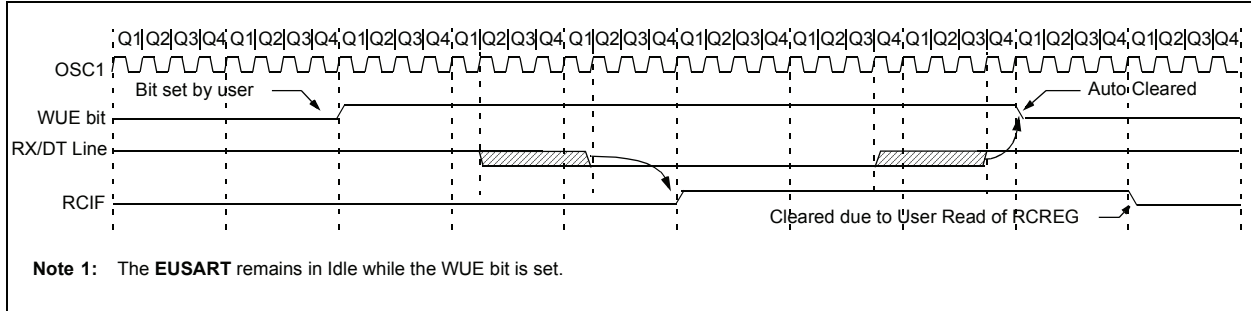 Q1 Q2 Q3 Q4 Q1 Q2 Q3 Q4 Q1 Q2 Q3 Q4 Q1 Q2 Q3 Q4 Q1 Q2 Q3 Q4 Q1 Q2 Q3 Q4 Q1 Q2 Q3 Q4 Q1 Q2 Q3 Q4 Q1 Q2 Q3 Q4 Q1 Q2 Q3 Q4
OSC1
Bit set by user
Auto Cleared
WUE bit
RX/DT Line
RCIF
Cleared due to User Read of RCREG
Note 1: The EUSART remains in Idle while the WUE bit is set.